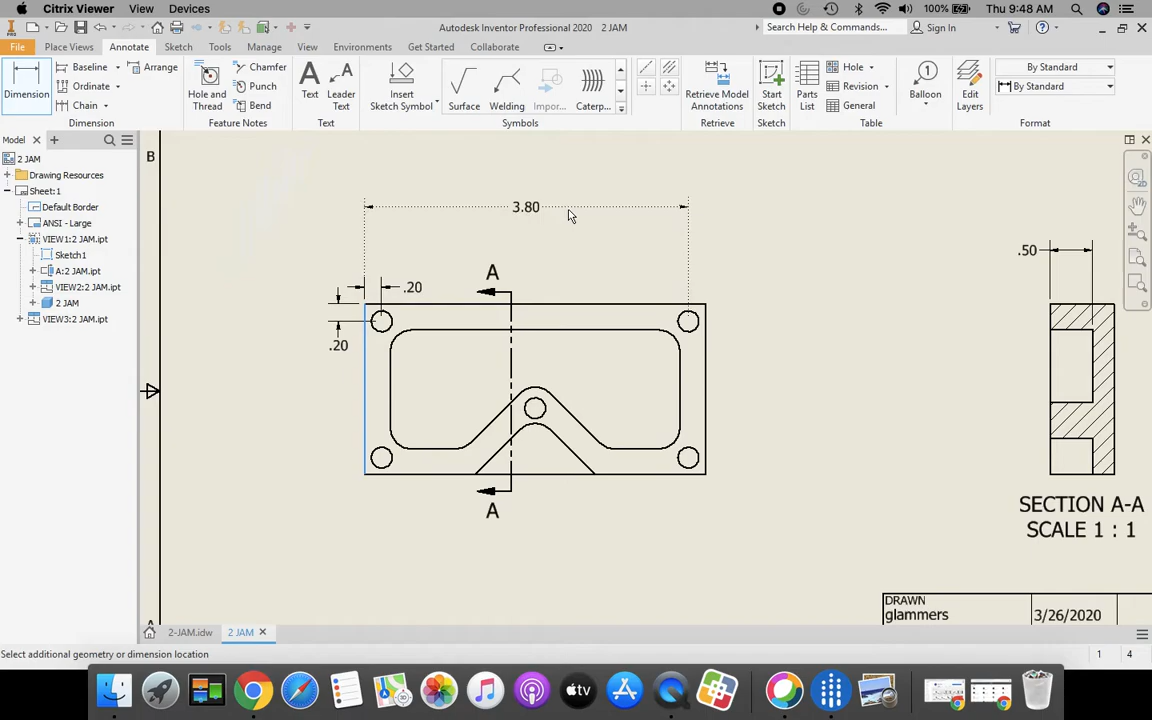 Citrix Viewer View Devices 100% Thu 9:48 AM
Autodesk Inventor Professional 2020 2 JAM Search Help & Commands... Sign In
File Place Views Annotate Sketch Tools Manage View Environments Get Started Collaborate
Dimension Baseline Arrange
Ordinate
Chain
Dimension
Hole and Thread Chamfer
Punch
Bend
Feature Notes
Text Leader Text
Text
Insert Sketch Symbol Surface Welding Impor... Caterp...
Symbols
Retrieve Model Annotations
Retrieve
Start Sketch
Sketch
Parts List Hole
Revision
General
Table
Balloon
Edit Layers
By Standard
By Standard
Format
Model
2 JAM
Drawing Resources
Sheet:1
Default Border
ANSI - Large
VIEW1:2 JAM.ipt
Sketch1
A:2 JAM.ipt
VIEW2:2 JAM.ipt
2 JAM
VIEW3:2 JAM.ipt
B
3.80
.50
A
.20
.20
A
SECTION A-A
SCALE 1 : 1
DRAWN
glammers 3/26/2020
2-JAM.idw 2 JAM
Select additional geometry or dimension location 1 4
tv